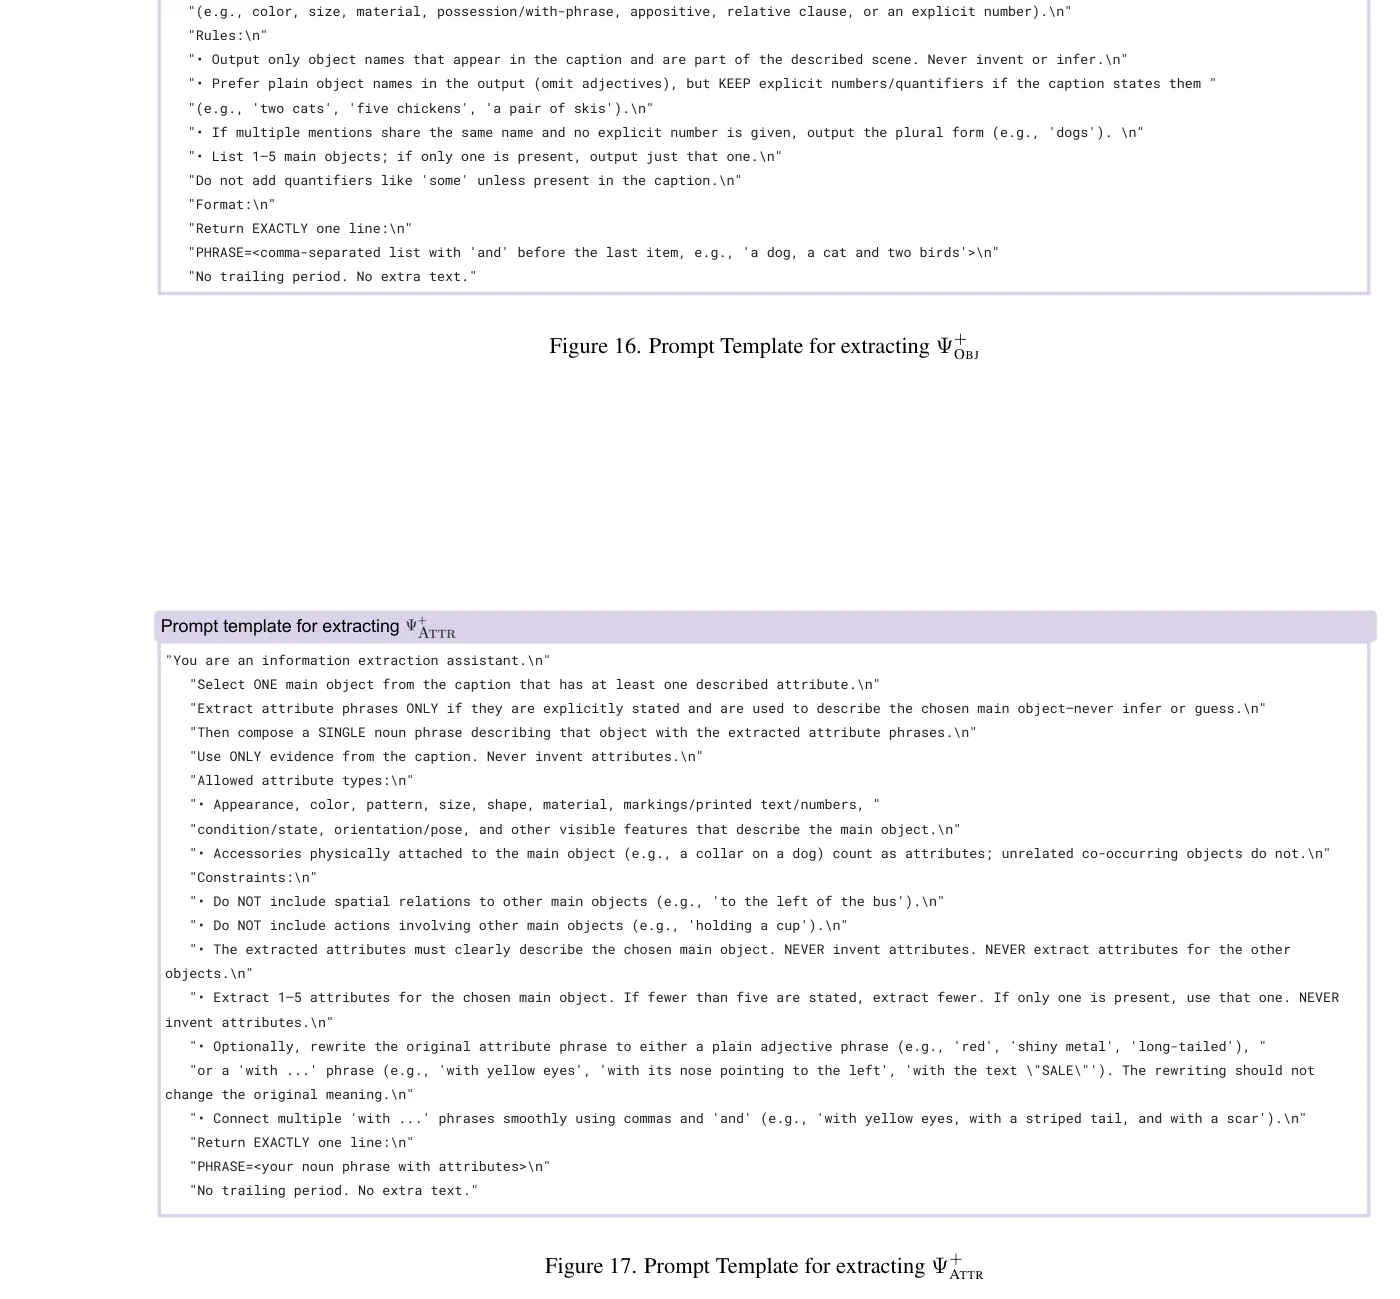 "(e.g., color, size, material, possession/with-phrase, appositive, relative clause, or an explicit number).\n"
"Rules:\n"
"• Output only object names that appear in the caption and are part of the described scene. Never invent or infer.\n"
"• Prefer plain object names in the output (omit adjectives), but KEEP explicit numbers/quantifiers if the caption states them "
"(e.g., 'two cats', 'five chickens', 'a pair of skis').\n"
"• If multiple mentions share the same name and no explicit number is given, output the plural form (e.g., 'dogs'). \n"
"• List 1–5 main objects; if only one is present, output just that one.\n"
"Do not add quantifiers like 'some' unless present in the caption.\n"
"Format:\n"
"Return EXACTLY one line:\n"
"PHRASE=<comma-separated list with 'and' before the last item, e.g., 'a dog, a cat and two birds'>\n"
"No trailing period. No extra text."
Figure 16. Prompt Template for extracting Ψ⁺OBJ
Prompt template for extracting Ψ⁺ATTR
"You are an information extraction assistant.\n"
"Select ONE main object from the caption that has at least one described attribute.\n"
"Extract attribute phrases ONLY if they are explicitly stated and are used to describe the chosen main object—never infer or guess.\n"
"Then compose a SINGLE noun phrase describing that object with the extracted attribute phrases.\n"
"Use ONLY evidence from the caption. Never invent attributes.\n"
"Allowed attribute types:\n"
"• Appearance, color, pattern, size, shape, material, markings/printed text/numbers, "
"condition/state, orientation/pose, and other visible features that describe the main object.\n"
"• Accessories physically attached to the main object (e.g., a collar on a dog) count as attributes; unrelated co-occurring objects do not.\n"
"Constraints:\n"
"• Do NOT include spatial relations to other main objects (e.g., 'to the left of the bus').\n"
"• Do NOT include actions involving other main objects (e.g., 'holding a cup').\n"
"• The extracted attributes must clearly describe the chosen main object. NEVER invent attributes. NEVER extract attributes for the other
objects.\n"
"• Extract 1–5 attributes for the chosen main object. If fewer than five are stated, extract fewer. If only one is present, use that one. NEVER
invent attributes.\n"
"• Optionally, rewrite the original attribute phrase to either a plain adjective phrase (e.g., 'red', 'shiny metal', 'long-tailed'), "
"or a 'with ...' phrase (e.g., 'with yellow eyes', 'with its nose pointing to the left', 'with the text \"SALE\"'). The rewriting should not
change the original meaning.\n"
"• Connect multiple 'with ...' phrases smoothly using commas and 'and' (e.g., 'with yellow eyes, with a striped tail, and with a scar').\n"
"Return EXACTLY one line:\n"
"PHRASE=<your noun phrase with attributes>\n"
"No trailing period. No extra text."
Figure 17. Prompt Template for extracting Ψ⁺ATTR